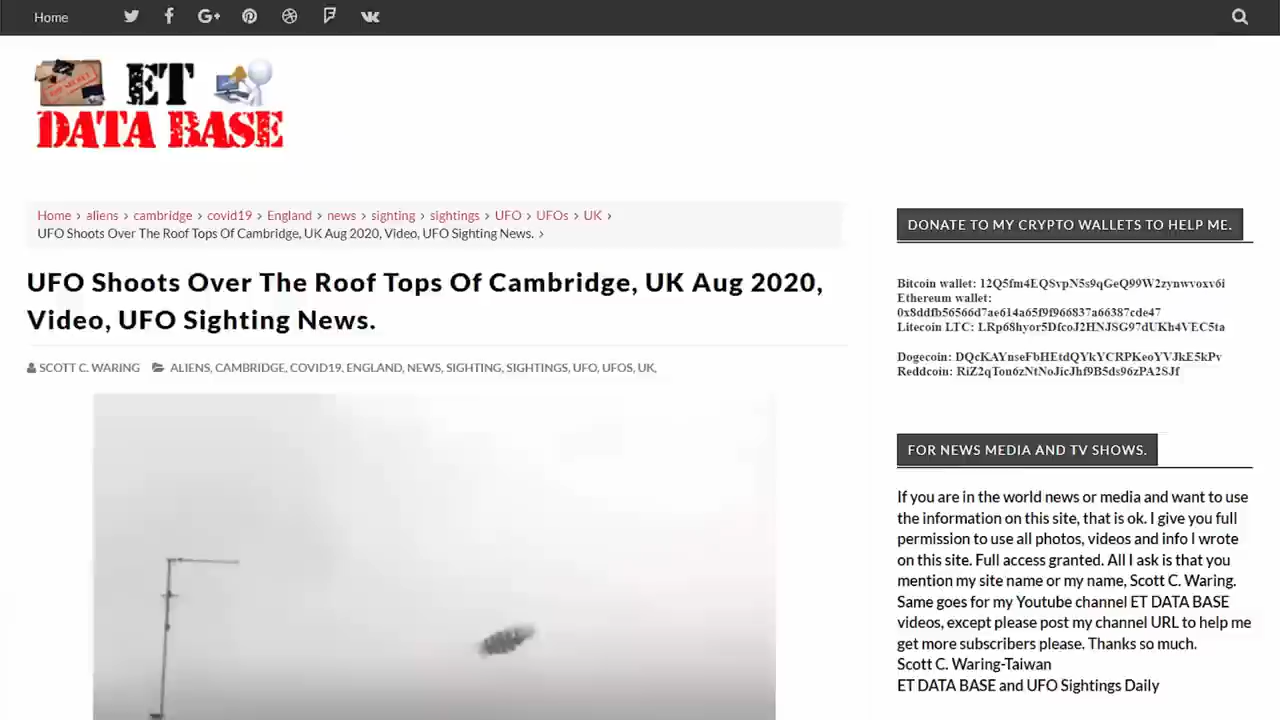 Home
TOP SECRET
ET
DATA BASE
Home > aliens > cambridge > covid19 > England > news > sighting > sightings > UFO > UFOs > UK >
UFO Shoots Over The Roof Tops Of Cambridge, UK Aug 2020, Video, UFO Sighting News. >
UFO Shoots Over The Roof Tops Of Cambridge, UK Aug 2020,
Video, UFO Sighting News.
SCOTT C. WARING ALIENS, CAMBRIDGE, COVID19, ENGLAND, NEWS, SIGHTING, SIGHTINGS, UFO, UFOS, UK,
DONATE TO MY CRYPTO WALLETS TO HELP ME.
Bitcoin wallet: 12Q5fm4EQSvpN5s9qGeQ99W2zynwvoxv6i
Ethereum wallet:
0x8ddfb56566d7ae614a65f9f966837a66387cde47
Litecoin LTC: LRp68hyor5DfcoJ2HNJSG97dUKh4VEC5ta
Dogecoin: DQcKAYnseFbHEtdQYkYCRPKeoYVJkE5kPv
Reddcoin: RiZ2qTon6zNtNoJicJhf9B5ds96zPA2SJf
FOR NEWS MEDIA AND TV SHOWS.
If you are in the world news or media and want to use
the information on this site, that is ok. I give you full
permission to use all photos, videos and info I wrote
on this site. Full access granted. All I ask is that you
mention my site name or my name, Scott C. Waring.
Same goes for my Youtube channel ET DATA BASE
videos, except please post my channel URL to help me
get more subscribers please. Thanks so much.
Scott C. Waring-Taiwan
ET DATA BASE and UFO Sightings Daily